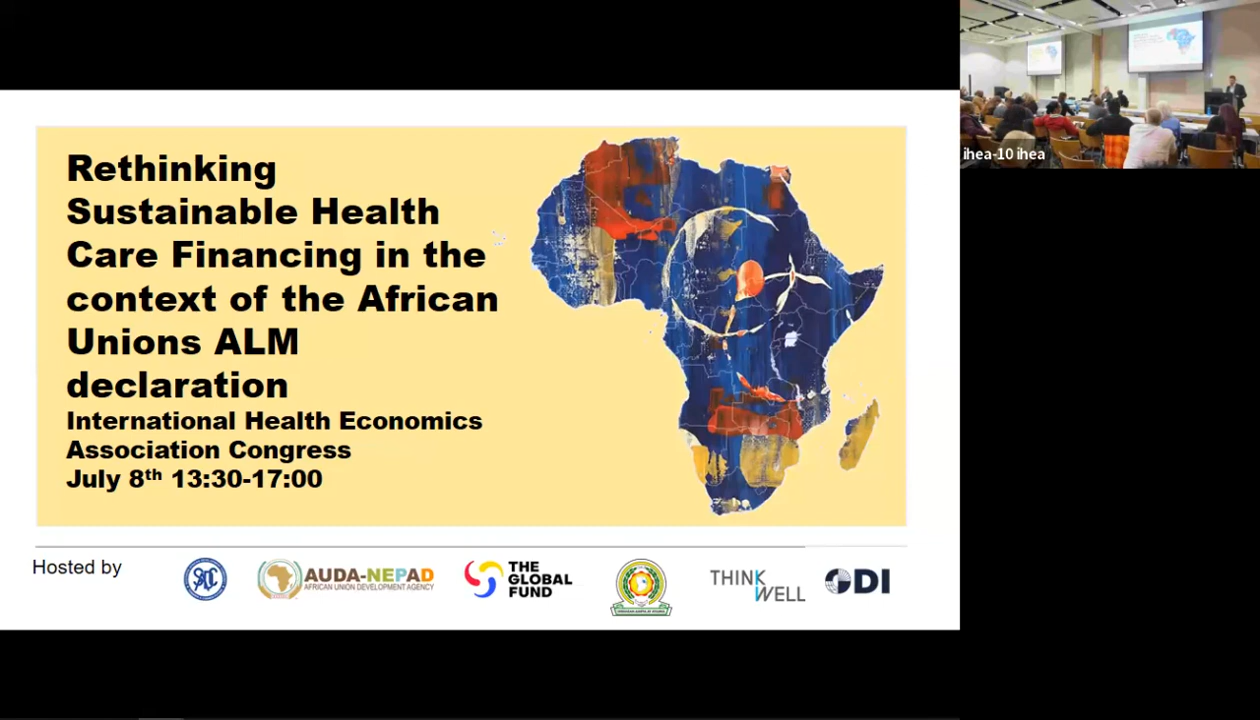 Rethinking
Sustainable Health
Care Financing in the
context of the African
Unions ALM
declaration
International Health Economics
Association Congress
July 8th 13:30-17:00
Hosted by
AUDA-NEPAD
AFRICAN UNION DEVELOPMENT AGENCY
THE
GLOBAL
FUND
THINK
WELL
ODI
ihea-10 ihea